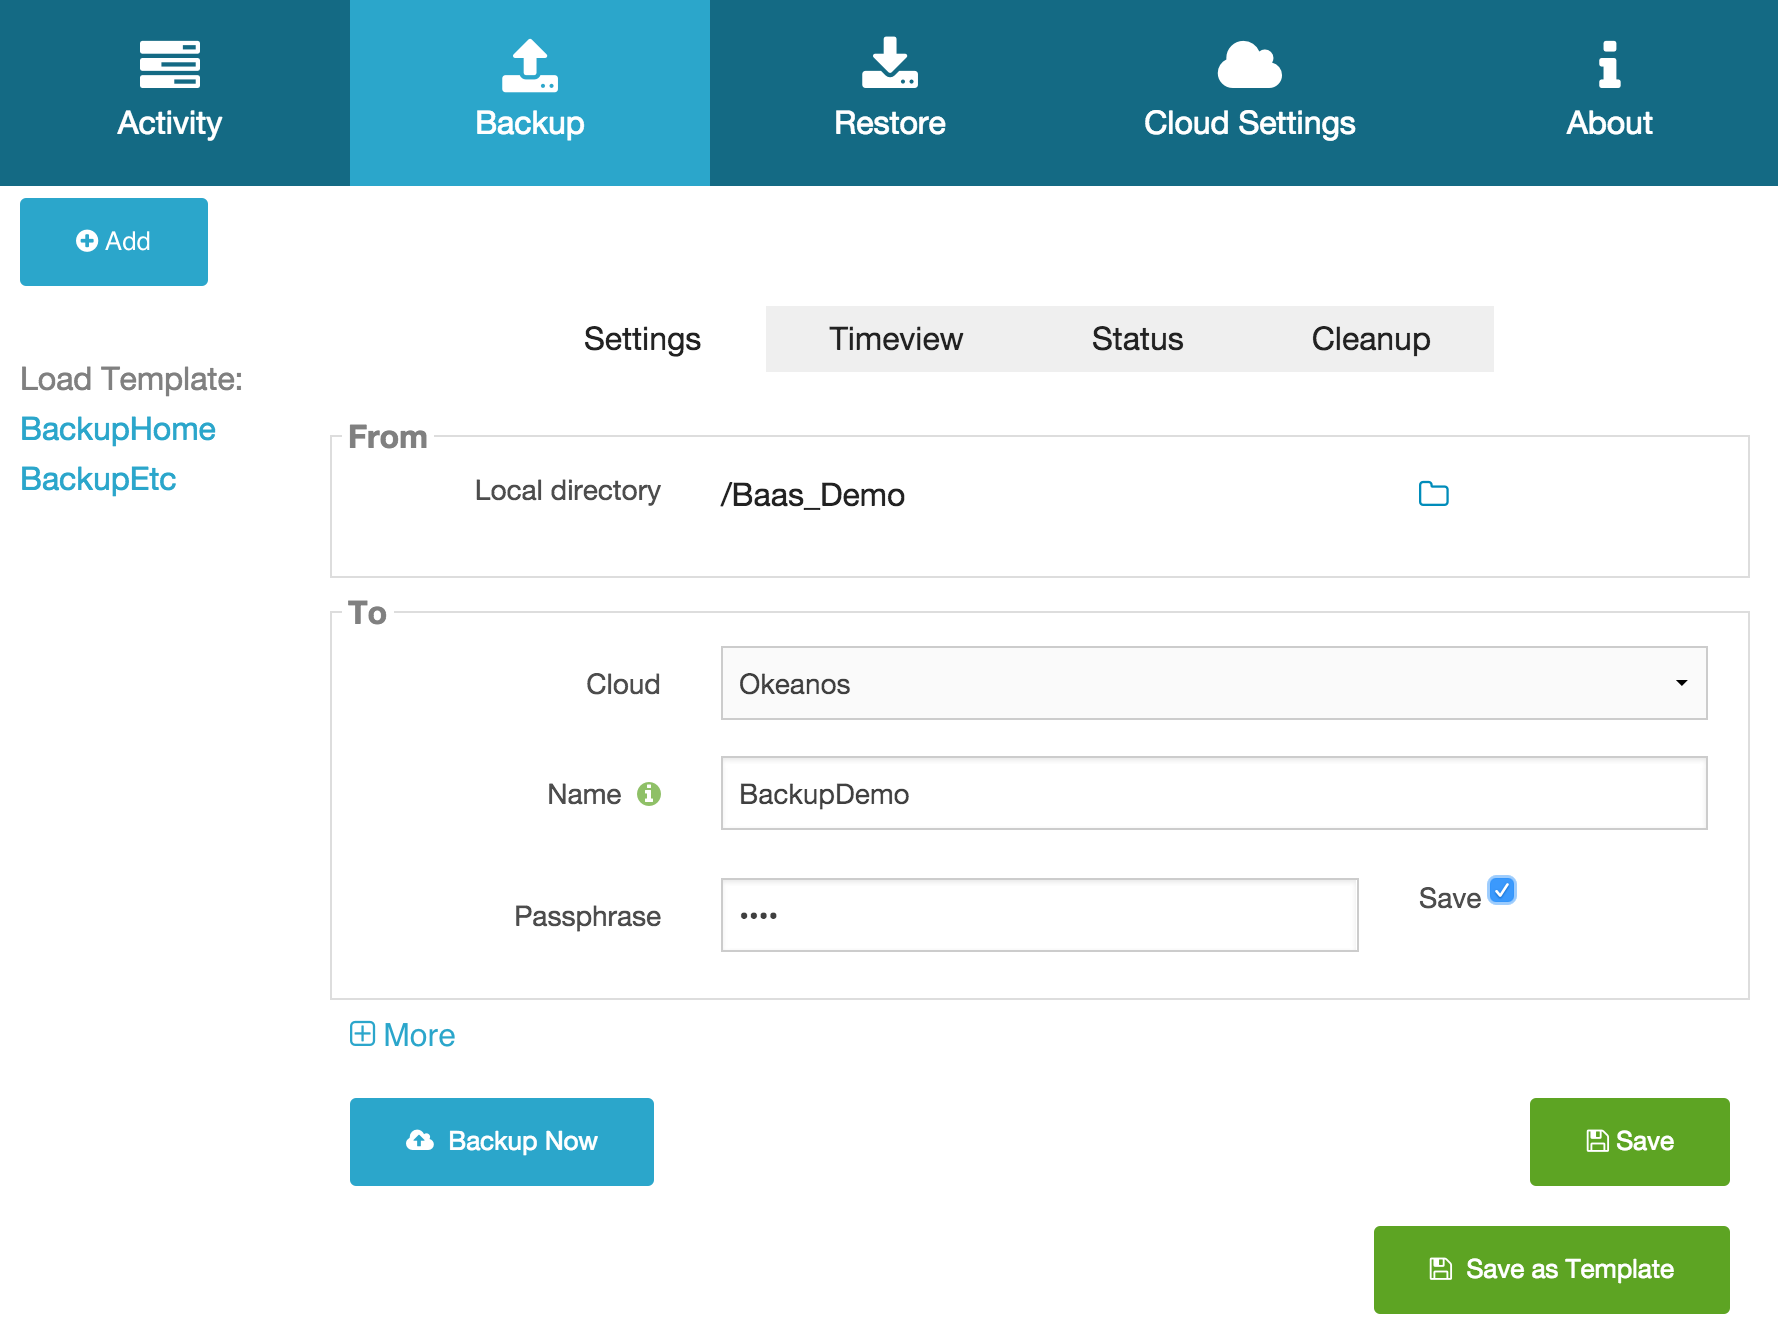 Activity
Backup
Restore
Cloud Settings
About
Add
Settings
Timeview
Status
Cleanup
Load Template:
BackupHome
BackupEtc
From
Local directory
/Baas_Demo
To
Cloud
Okeanos
Name
BackupDemo
Passphrase
••••
Save
More
Backup Now
Save
Save as Template